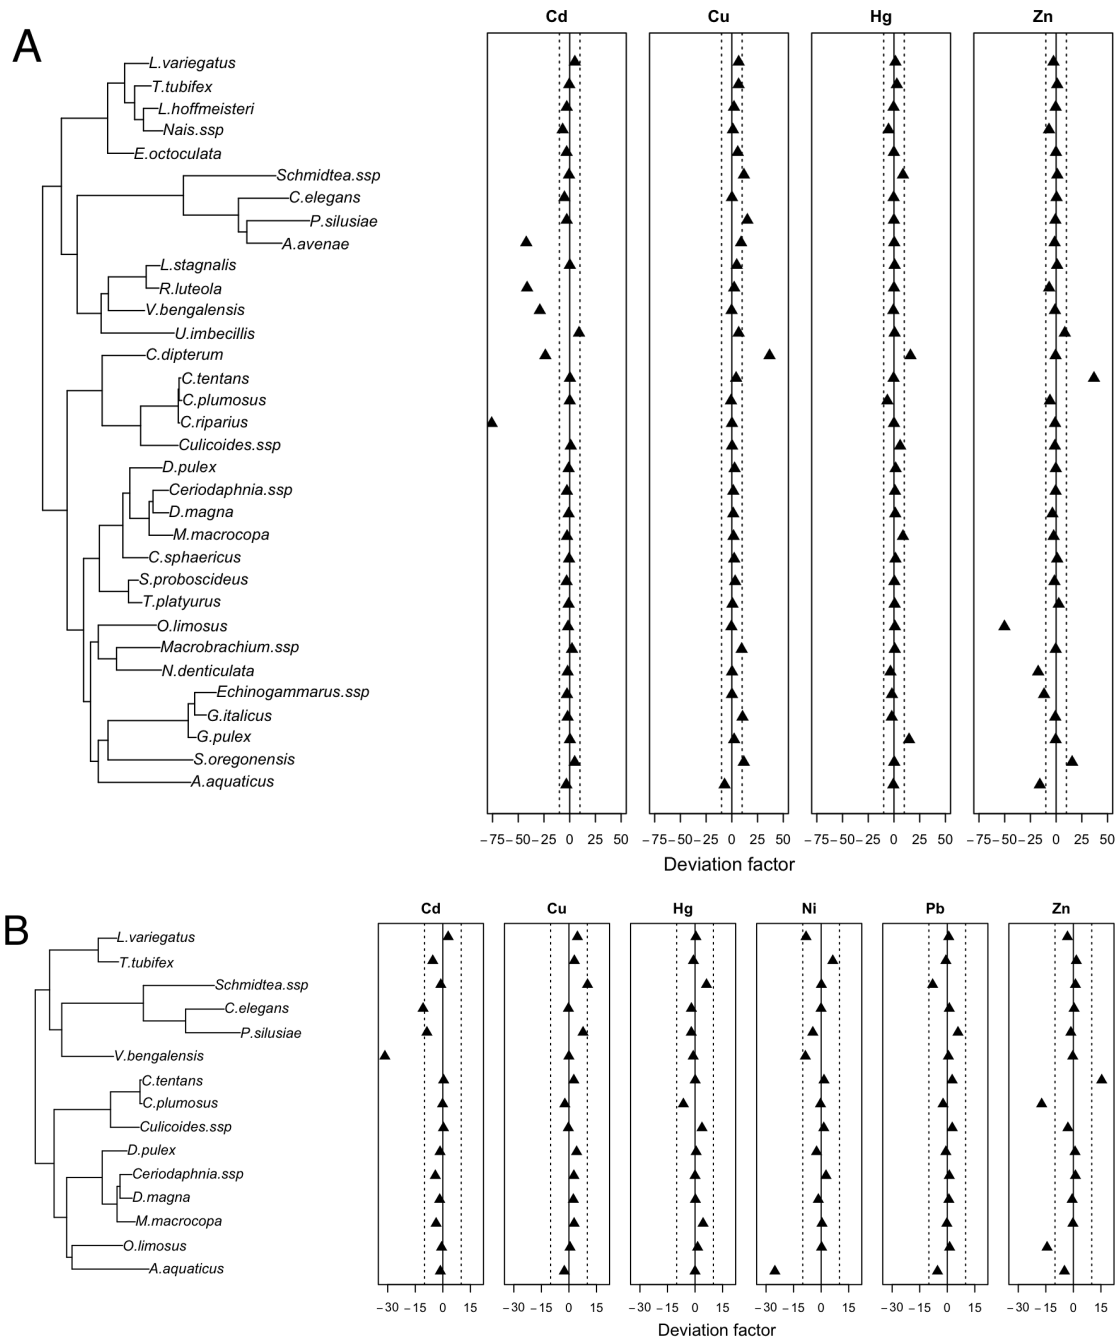 Cd Cu Hg Zn
A
L.variegatus
T.tubifex
L.hoffmeisteri
Nais.ssp
E.octoculata
Schmidtea.ssp
C.elegans
P.silusiae
A.avenae
L.stagnalis
R.luteola
V.bengalensis
U.imbecillis
C.dipterum
C.tentans
C.plumosus
C.riparius
Culicoides.ssp
D.pulex
Ceriodaphnia.ssp
D.magna
M.macrocopa
C.sphaericus
S.proboscideus
T.platyurus
O.limosus
Macrobrachium.ssp
N.denticulata
Echinogammarus.ssp
G.italicus
G.pulex
S.oregonensis
A.aquaticus
−75 −50 −25 0 25 50 −75 −50 −25 0 25 50 −75 −50 −25 0 25 50 −75 −50 −25 0 25 50
Deviation factor
Cd Cu Hg Ni Pb Zn
B
L.variegatus
T.tubifex
Schmidtea.ssp
C.elegans
P.silusiae
V.bengalensis
C.tentans
C.plumosus
Culicoides.ssp
D.pulex
Ceriodaphnia.ssp
D.magna
M.macrocopa
O.limosus
A.aquaticus
−30 −15 0 15 −30 −15 0 15 −30 −15 0 15 −30 −15 0 15 −30 −15 0 15 −30 −15 0 15
Deviation factor